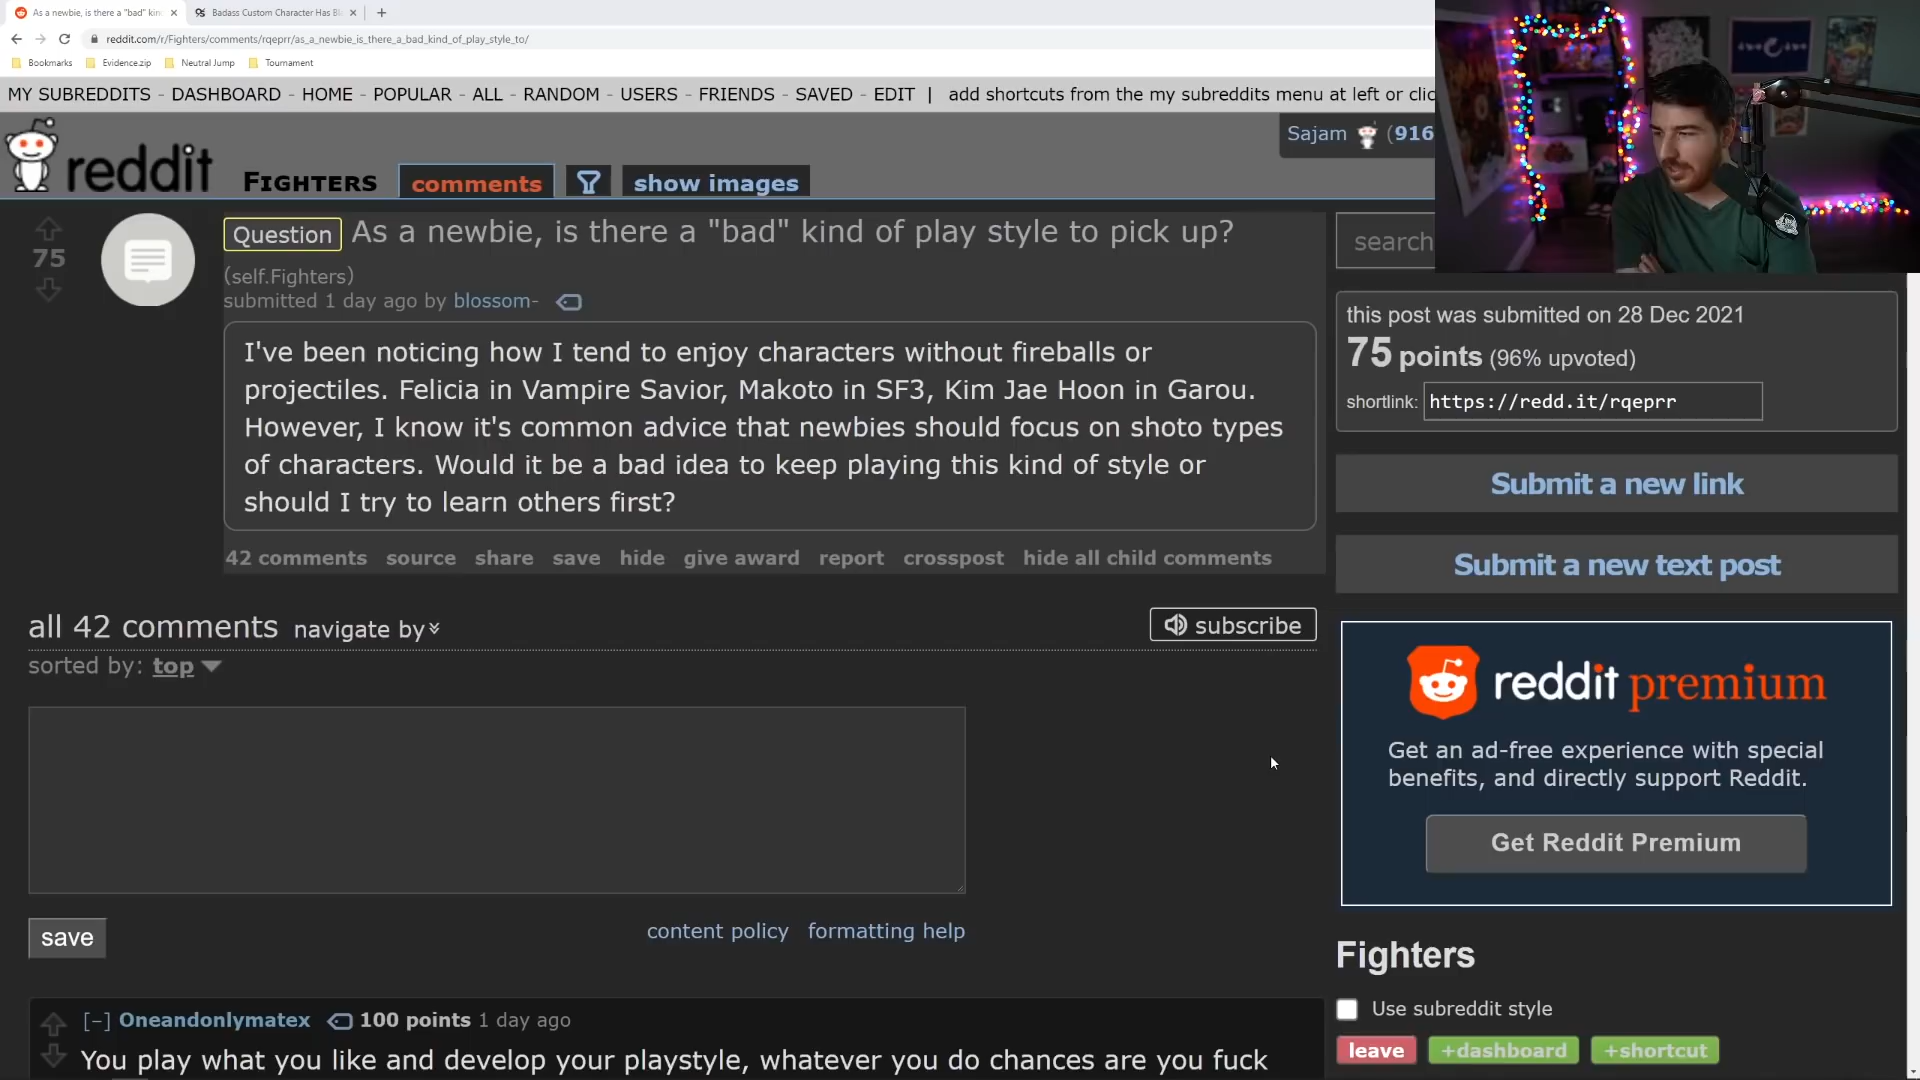 As a newbie, is there a "bad" kin
Badass Custom Character Has Bl
reddit.com/r/Fighters/comments/rqeprr/as_a_newbie_is_there_a_bad_kind_of_play_style_to/
Bookmarks Evidence.zip Neutral Jump Tournament
MY SUBREDDITS - DASHBOARD - HOME - POPULAR - ALL - RANDOM - USERS - FRIENDS - SAVED - EDIT | add shortcuts from the my subreddits menu at left or clic
Sajam (916
reddit FIGHTERS comments show images
Question As a newbie, is there a "bad" kind of play style to pick up?
(self.Fighters)
75
submitted 1 day ago by blossom-
I've been noticing how I tend to enjoy characters without fireballs or
projectiles. Felicia in Vampire Savior, Makoto in SF3, Kim Jae Hoon in Garou.
However, I know it's common advice that newbies should focus on shoto types
of characters. Would it be a bad idea to keep playing this kind of style or
should I try to learn others first?
42 comments source share save hide give award report crosspost hide all child comments
all 42 comments navigate by
subscribe
sorted by: top
save
content policy formatting help
[-] Oneandonlymatex 100 points 1 day ago
You play what you like and develop your playstyle, whatever you do chances are you fuck
search
this post was submitted on 28 Dec 2021
75 points (96% upvoted)
shortlink: https://redd.it/rqeprr
Submit a new link
Submit a new text post
reddit premium
Get an ad-free experience with special
benefits, and directly support Reddit.
Get Reddit Premium
Fighters
Use subreddit style
leave +dashboard +shortcut